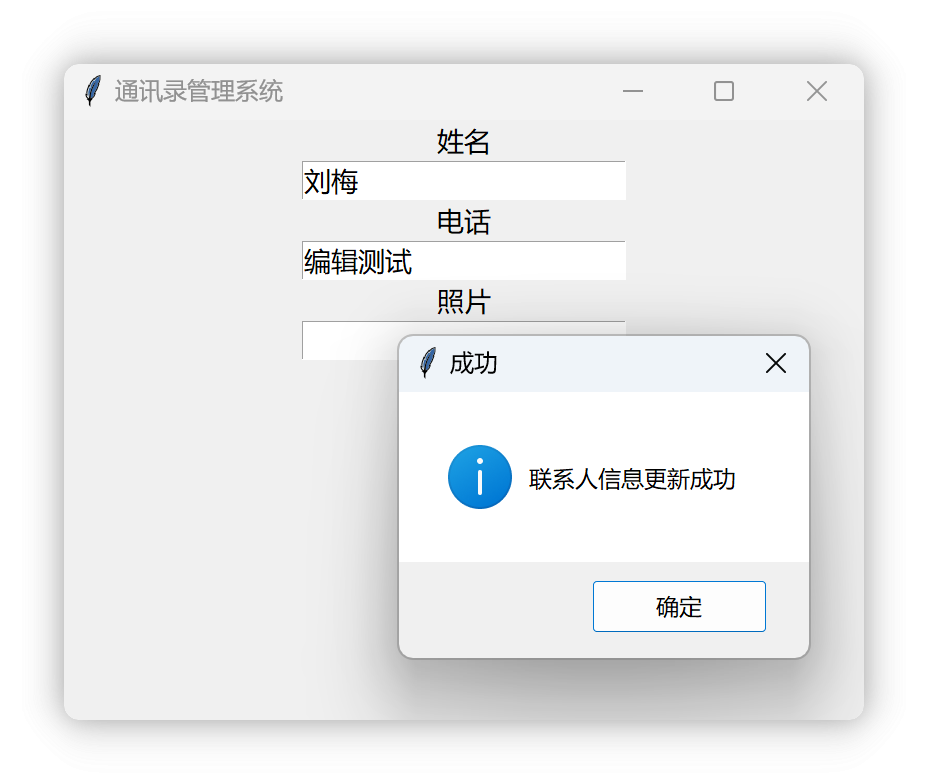 通讯录管理系统
姓名
刘梅
电话
编辑测试
照片
成功
联系人信息更新成功
确定